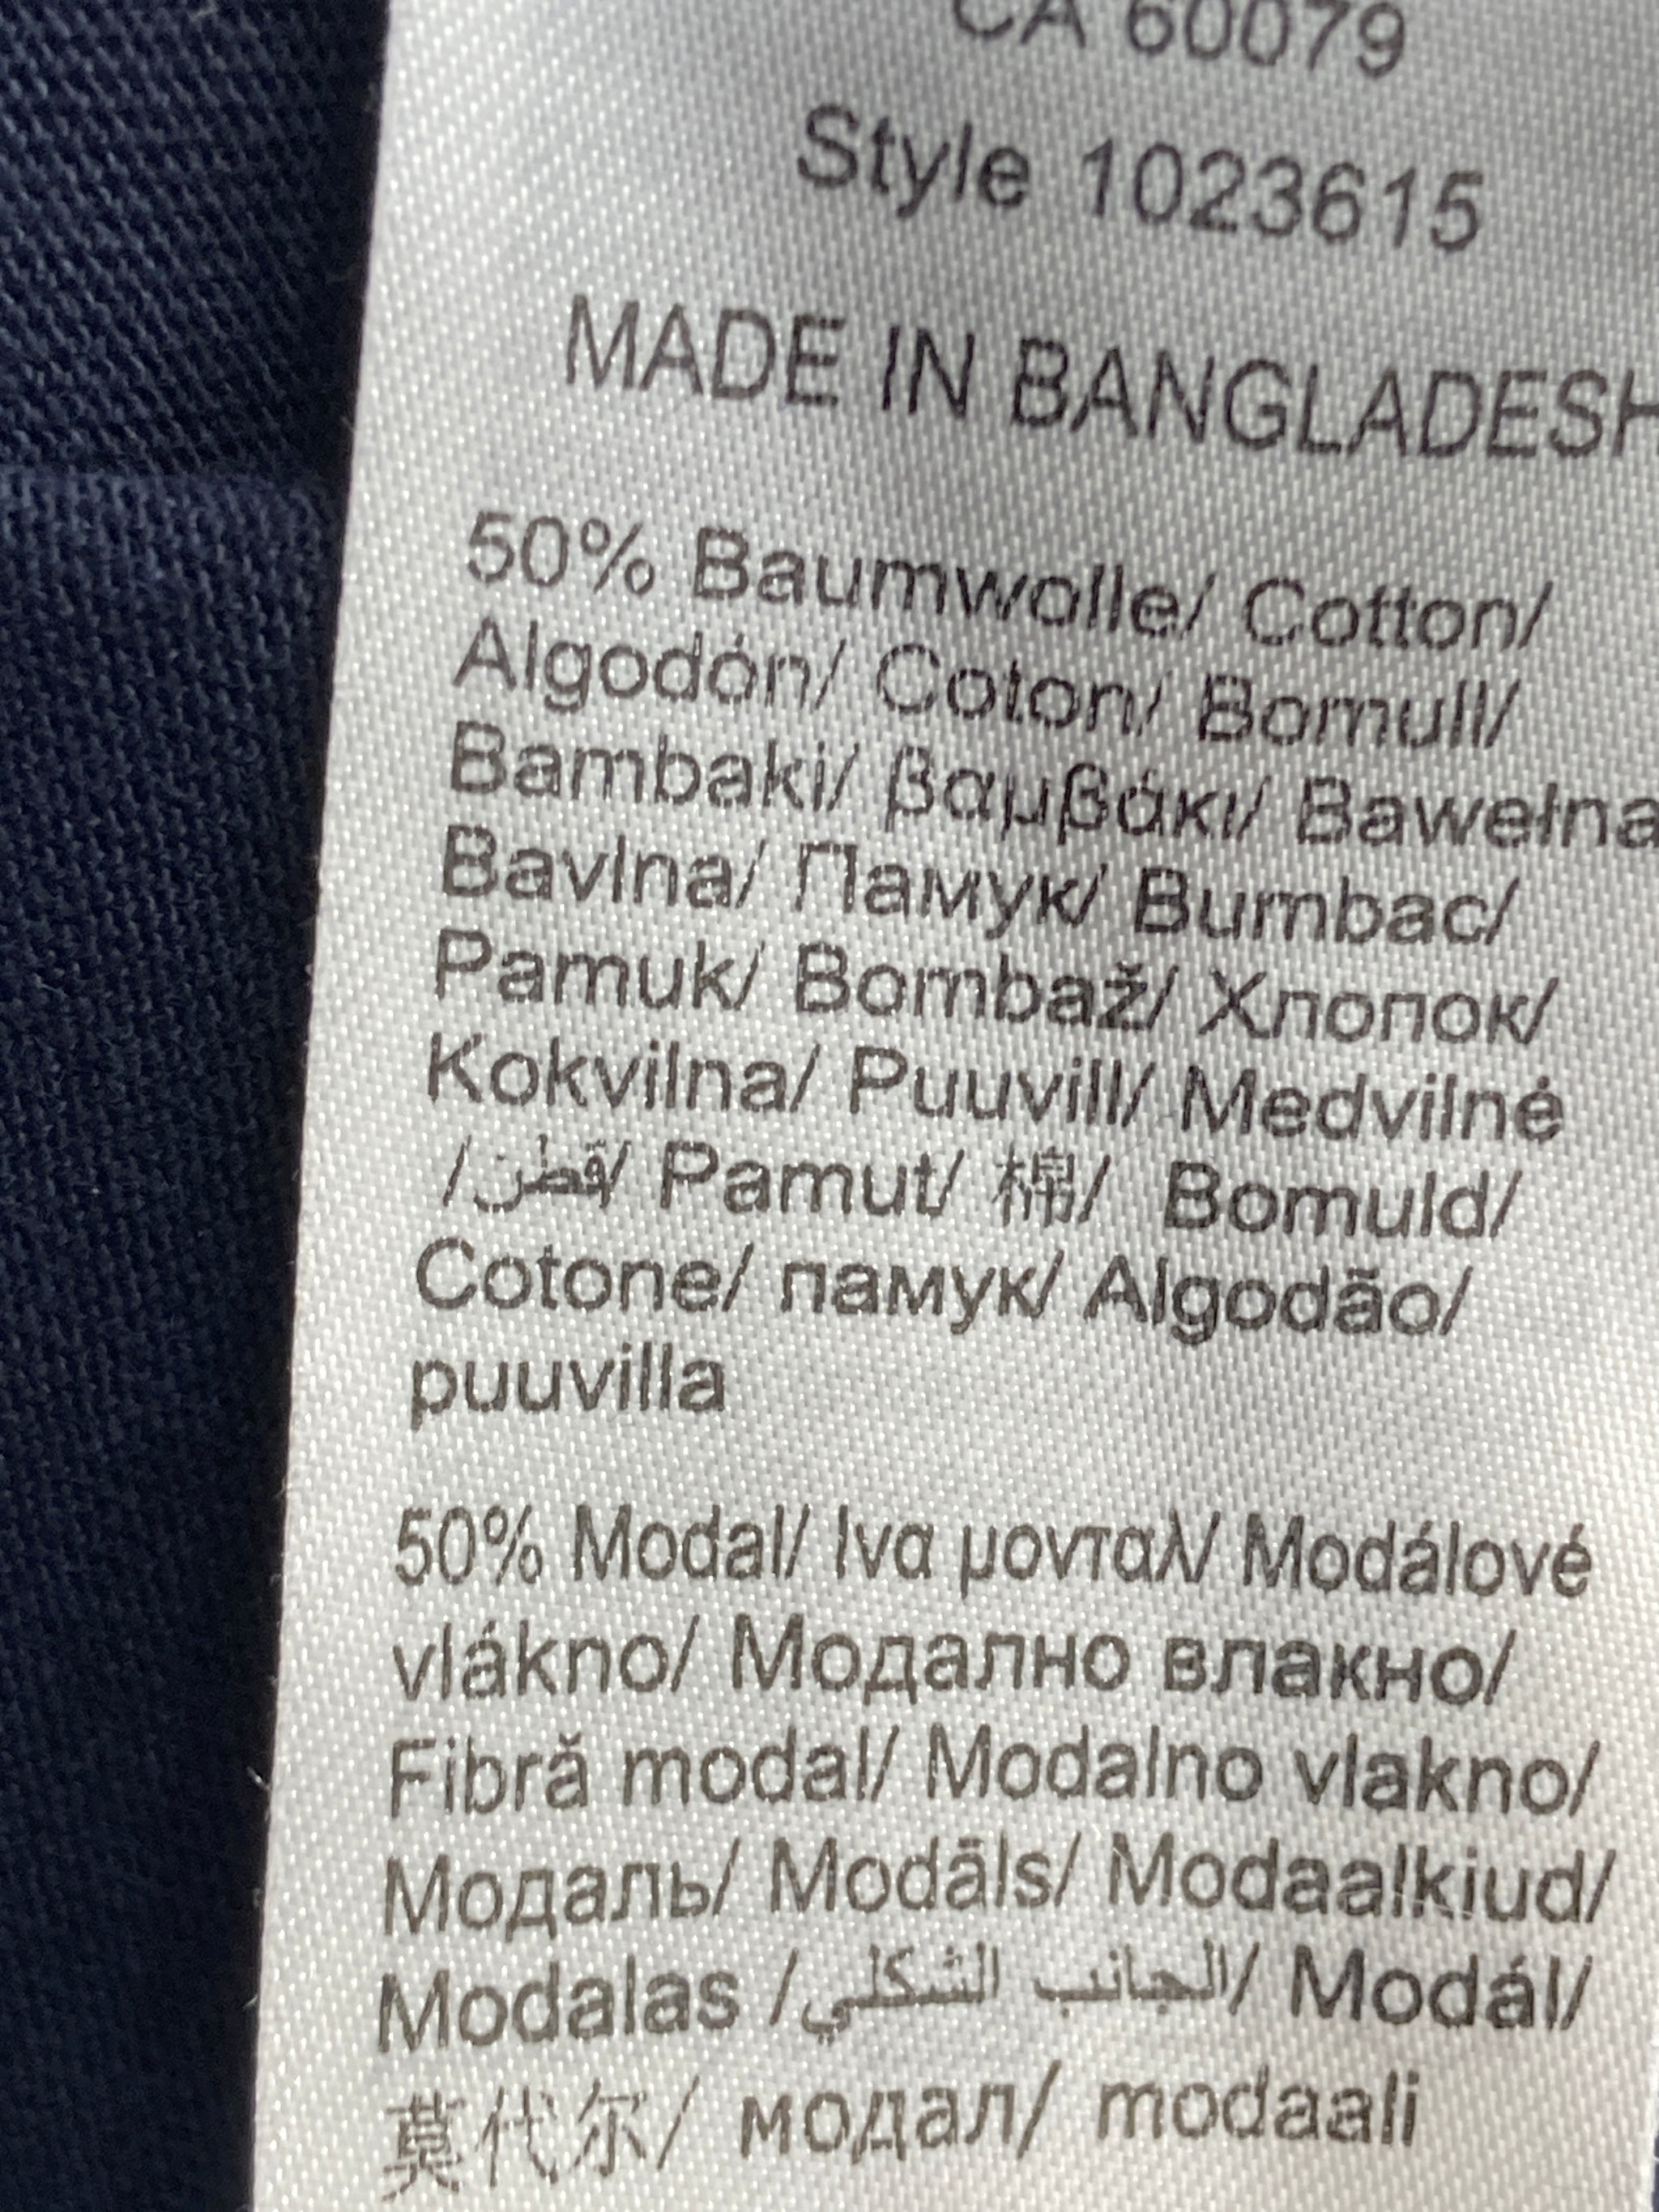 CA 60079
Style 1023615
MADE IN BANGLADESH
50% Baumwolle/ Cotton/
Algodón/ Coton/ Bomull/
Bambaki/ βαμβάκι/ Bawełna
Bavlna/ Памук/ Bumbac/
Pamuk/ Bombaž/ Хлопок/
Kokvilna/ Puuvill/ Medvilnė
/قطن/ Pamut/ 棉/ Bomuld/
Cotone/ памук/ Algodão/
puuvilla
50% Modal/ Ινα μονταλ/ Modálové
vlákno/ Модално влакно/
Fibră modal/ Modalno vlakno/
Модаль/ Modāls/ Modaalkiud/
Modalas /الجانب الشكلي/ Modál/
莫代尔/ модал/ modaali